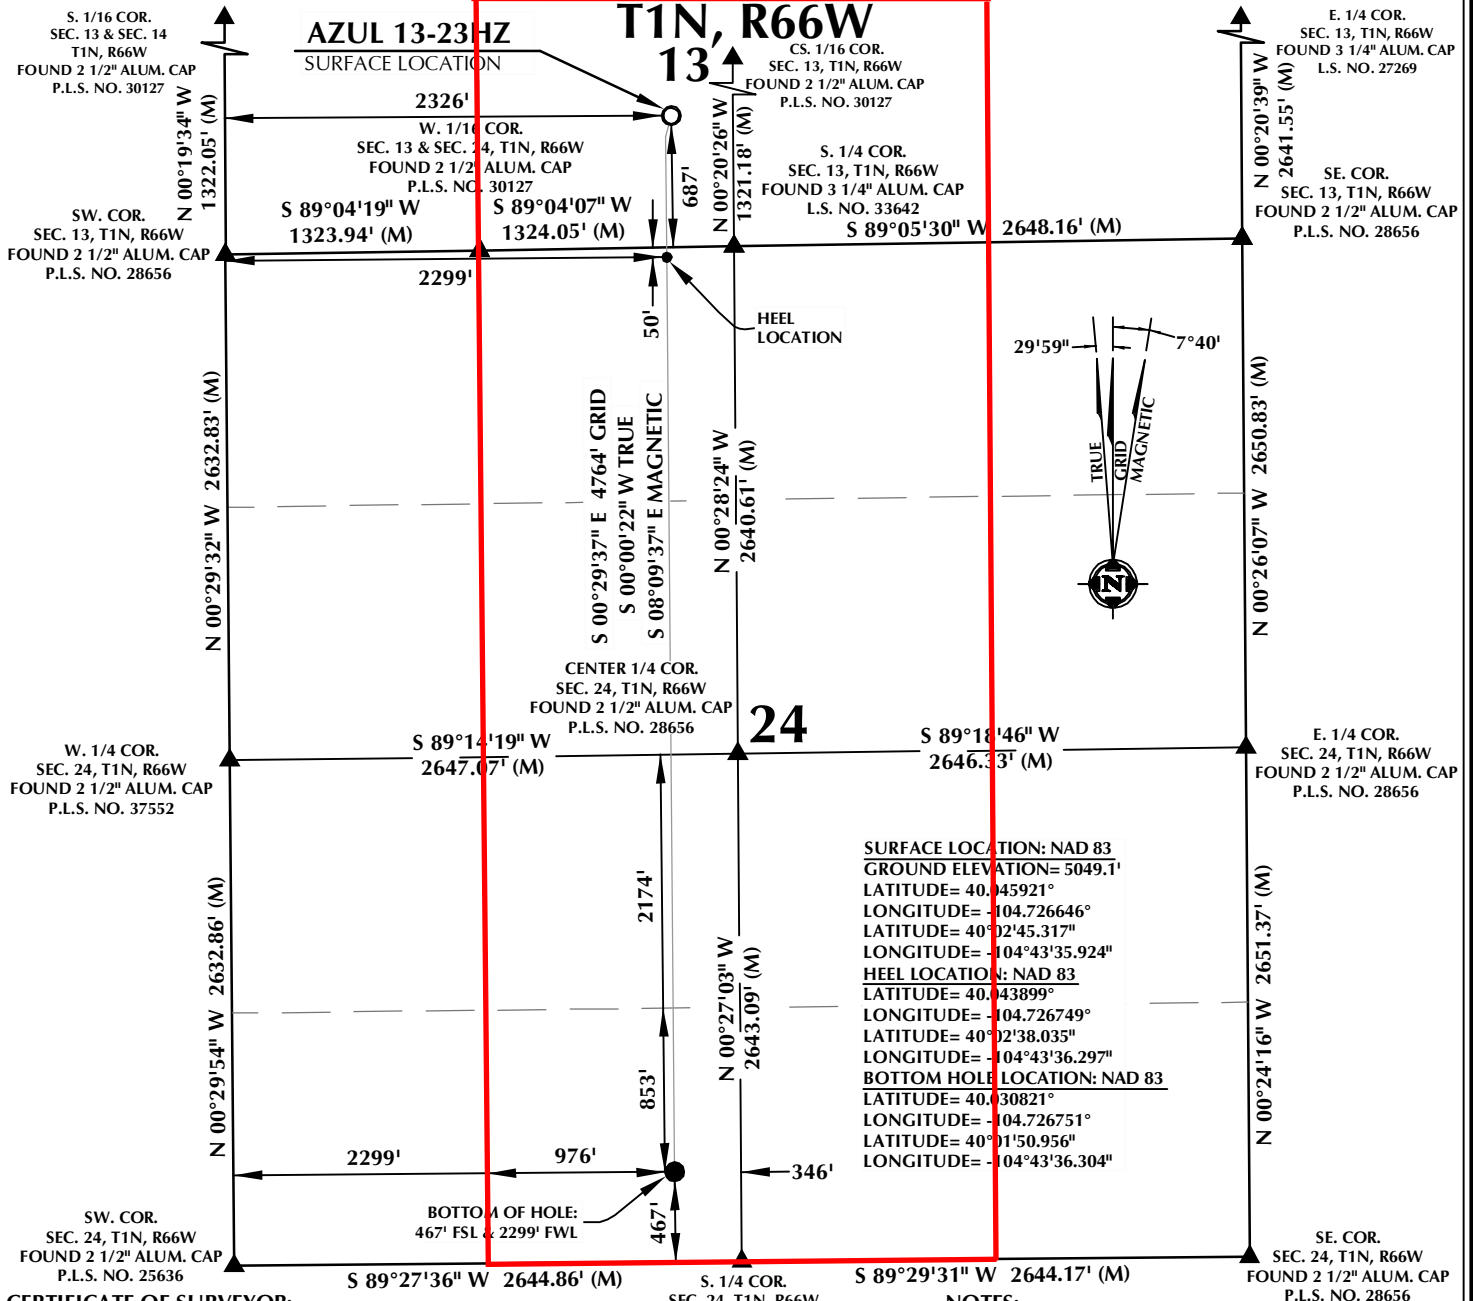 S. 1/16 COR.
SEC. 13 & SEC. 14
T1N, R66W
FOUND 2 1/2" ALUM. CAP
P.L.S. NO. 30127
AZUL 13-23HZ
SURFACE LOCATION
T1N, R66W
13
CS. 1/16 COR.
SEC. 13, T1N, R66W
FOUND 2 1/2" ALUM. CAP
P.L.S. NO. 30127
E. 1/4 COR.
SEC. 13, T1N, R66W
FOUND 3 1/4" ALUM. CAP
L.S. NO. 27269
N 00°19'34" W
1322.05' (M)
2326'
W. 1/16 COR.
SEC. 13 & SEC. 24, T1N, R66W
FOUND 2 1/2" ALUM. CAP
P.L.S. NO. 30127
687'
N 00°20'26" W
1321.18' (M)
S. 1/4 COR.
SEC. 13, T1N, R66W
FOUND 3 1/4" ALUM. CAP
L.S. NO. 33642
N 00°20'39" W
2641.55' (M)
SE. COR.
SEC. 13, T1N, R66W
FOUND 2 1/2" ALUM. CAP
P.L.S. NO. 28656
SW. COR.
SEC. 13, T1N, R66W
FOUND 2 1/2" ALUM. CAP
P.L.S. NO. 28656
S 89°04'19" W
1323.94' (M)
S 89°04'07" W
1324.05' (M)
S 89°05'30" W 2648.16' (M)
2299'
50'
HEEL
LOCATION
29'59"
7°40'
TRUE
GRID
MAGNETIC
N
N 00°29'32" W 2632.83' (M)
S 00°29'37" E 4764' GRID
S 00°00'22" W TRUE
S 08°09'37" E MAGNETIC
N 00°28'24" W
2640.61' (M)
N 00°26'07" W 2650.83' (M)
CENTER 1/4 COR.
SEC. 24, T1N, R66W
FOUND 2 1/2" ALUM. CAP
P.L.S. NO. 28656
24
W. 1/4 COR.
SEC. 24, T1N, R66W
FOUND 2 1/2" ALUM. CAP
P.L.S. NO. 37552
S 89°14'19" W
2647.07' (M)
S 89°18'46" W
2646.33' (M)
E. 1/4 COR.
SEC. 24, T1N, R66W
FOUND 2 1/2" ALUM. CAP
P.L.S. NO. 28656
SURFACE LOCATION: NAD 83
GROUND ELEVATION= 5049.1'
LATITUDE= 40.045921°
LONGITUDE= -104.726646°
LATITUDE= 40°02'45.317"
LONGITUDE= -104°43'35.924"
HEEL LOCATION: NAD 83
LATITUDE= 40.043899°
LONGITUDE= -104.726749°
LATITUDE= 40°02'38.035"
LONGITUDE= -104°43'36.297"
BOTTOM HOLE LOCATION: NAD 83
LATITUDE= 40.030821°
LONGITUDE= -104.726751°
LATITUDE= 40°01'50.956"
LONGITUDE= -104°43'36.304"
N 00°29'54" W 2632.86' (M)
2174'
853'
N 00°27'03" W
2643.09' (M)
N 00°24'16" W 2651.37' (M)
2299'
976'
346'
BOTTOM OF HOLE:
467' FSL & 2299' FWL
467'
SW. COR.
SEC. 24, T1N, R66W
FOUND 2 1/2" ALUM. CAP
P.L.S. NO. 25636
S 89°27'36" W 2644.86' (M)
S. 1/4 COR.
SEC. 24, T1N, R66W
S 89°29'31" W 2644.17' (M)
SE. COR.
SEC. 24, T1N, R66W
FOUND 2 1/2" ALUM. CAP
P.L.S. NO. 28656
CERTIFICATE OF SURVEYOR:
NOTES: